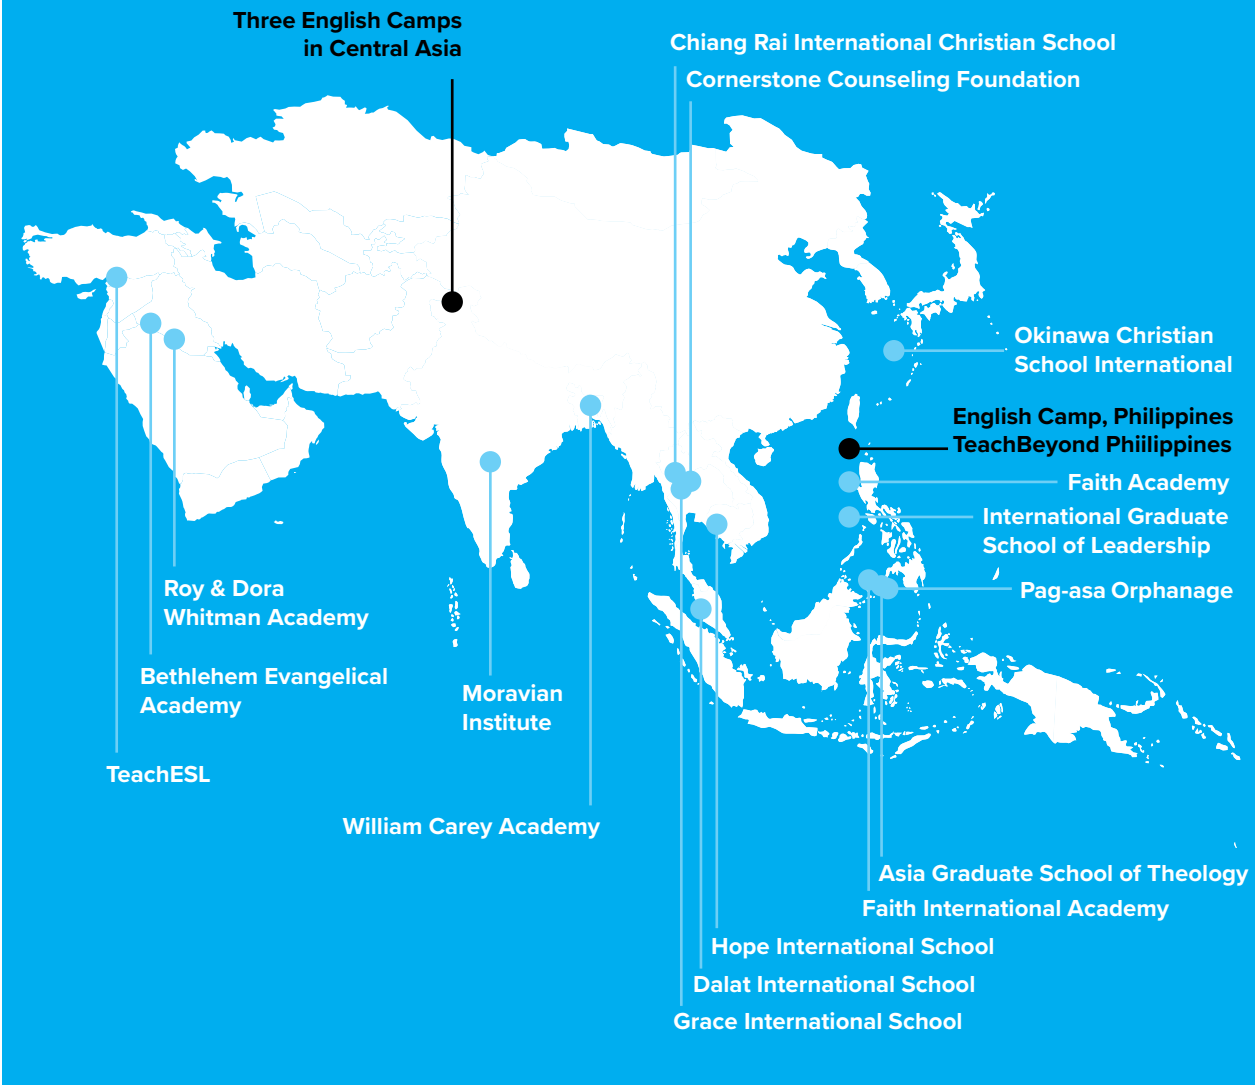 Three English Camps
in Central Asia
Chiang Rai International Christian School
Cornerstone Counseling Foundation
Okinawa Christian
School International
English Camp, Philippines
TeachBeyond Phiilippines
Faith Academy
International Graduate
School of Leadership
Pag-asa Orphanage
Roy & Dora
Whitman Academy
Bethlehem Evangelical
Academy
Moravian
Institute
TeachESL
William Carey Academy
Asia Graduate School of Theology
Faith International Academy
Hope International School
Dalat International School
Grace International School